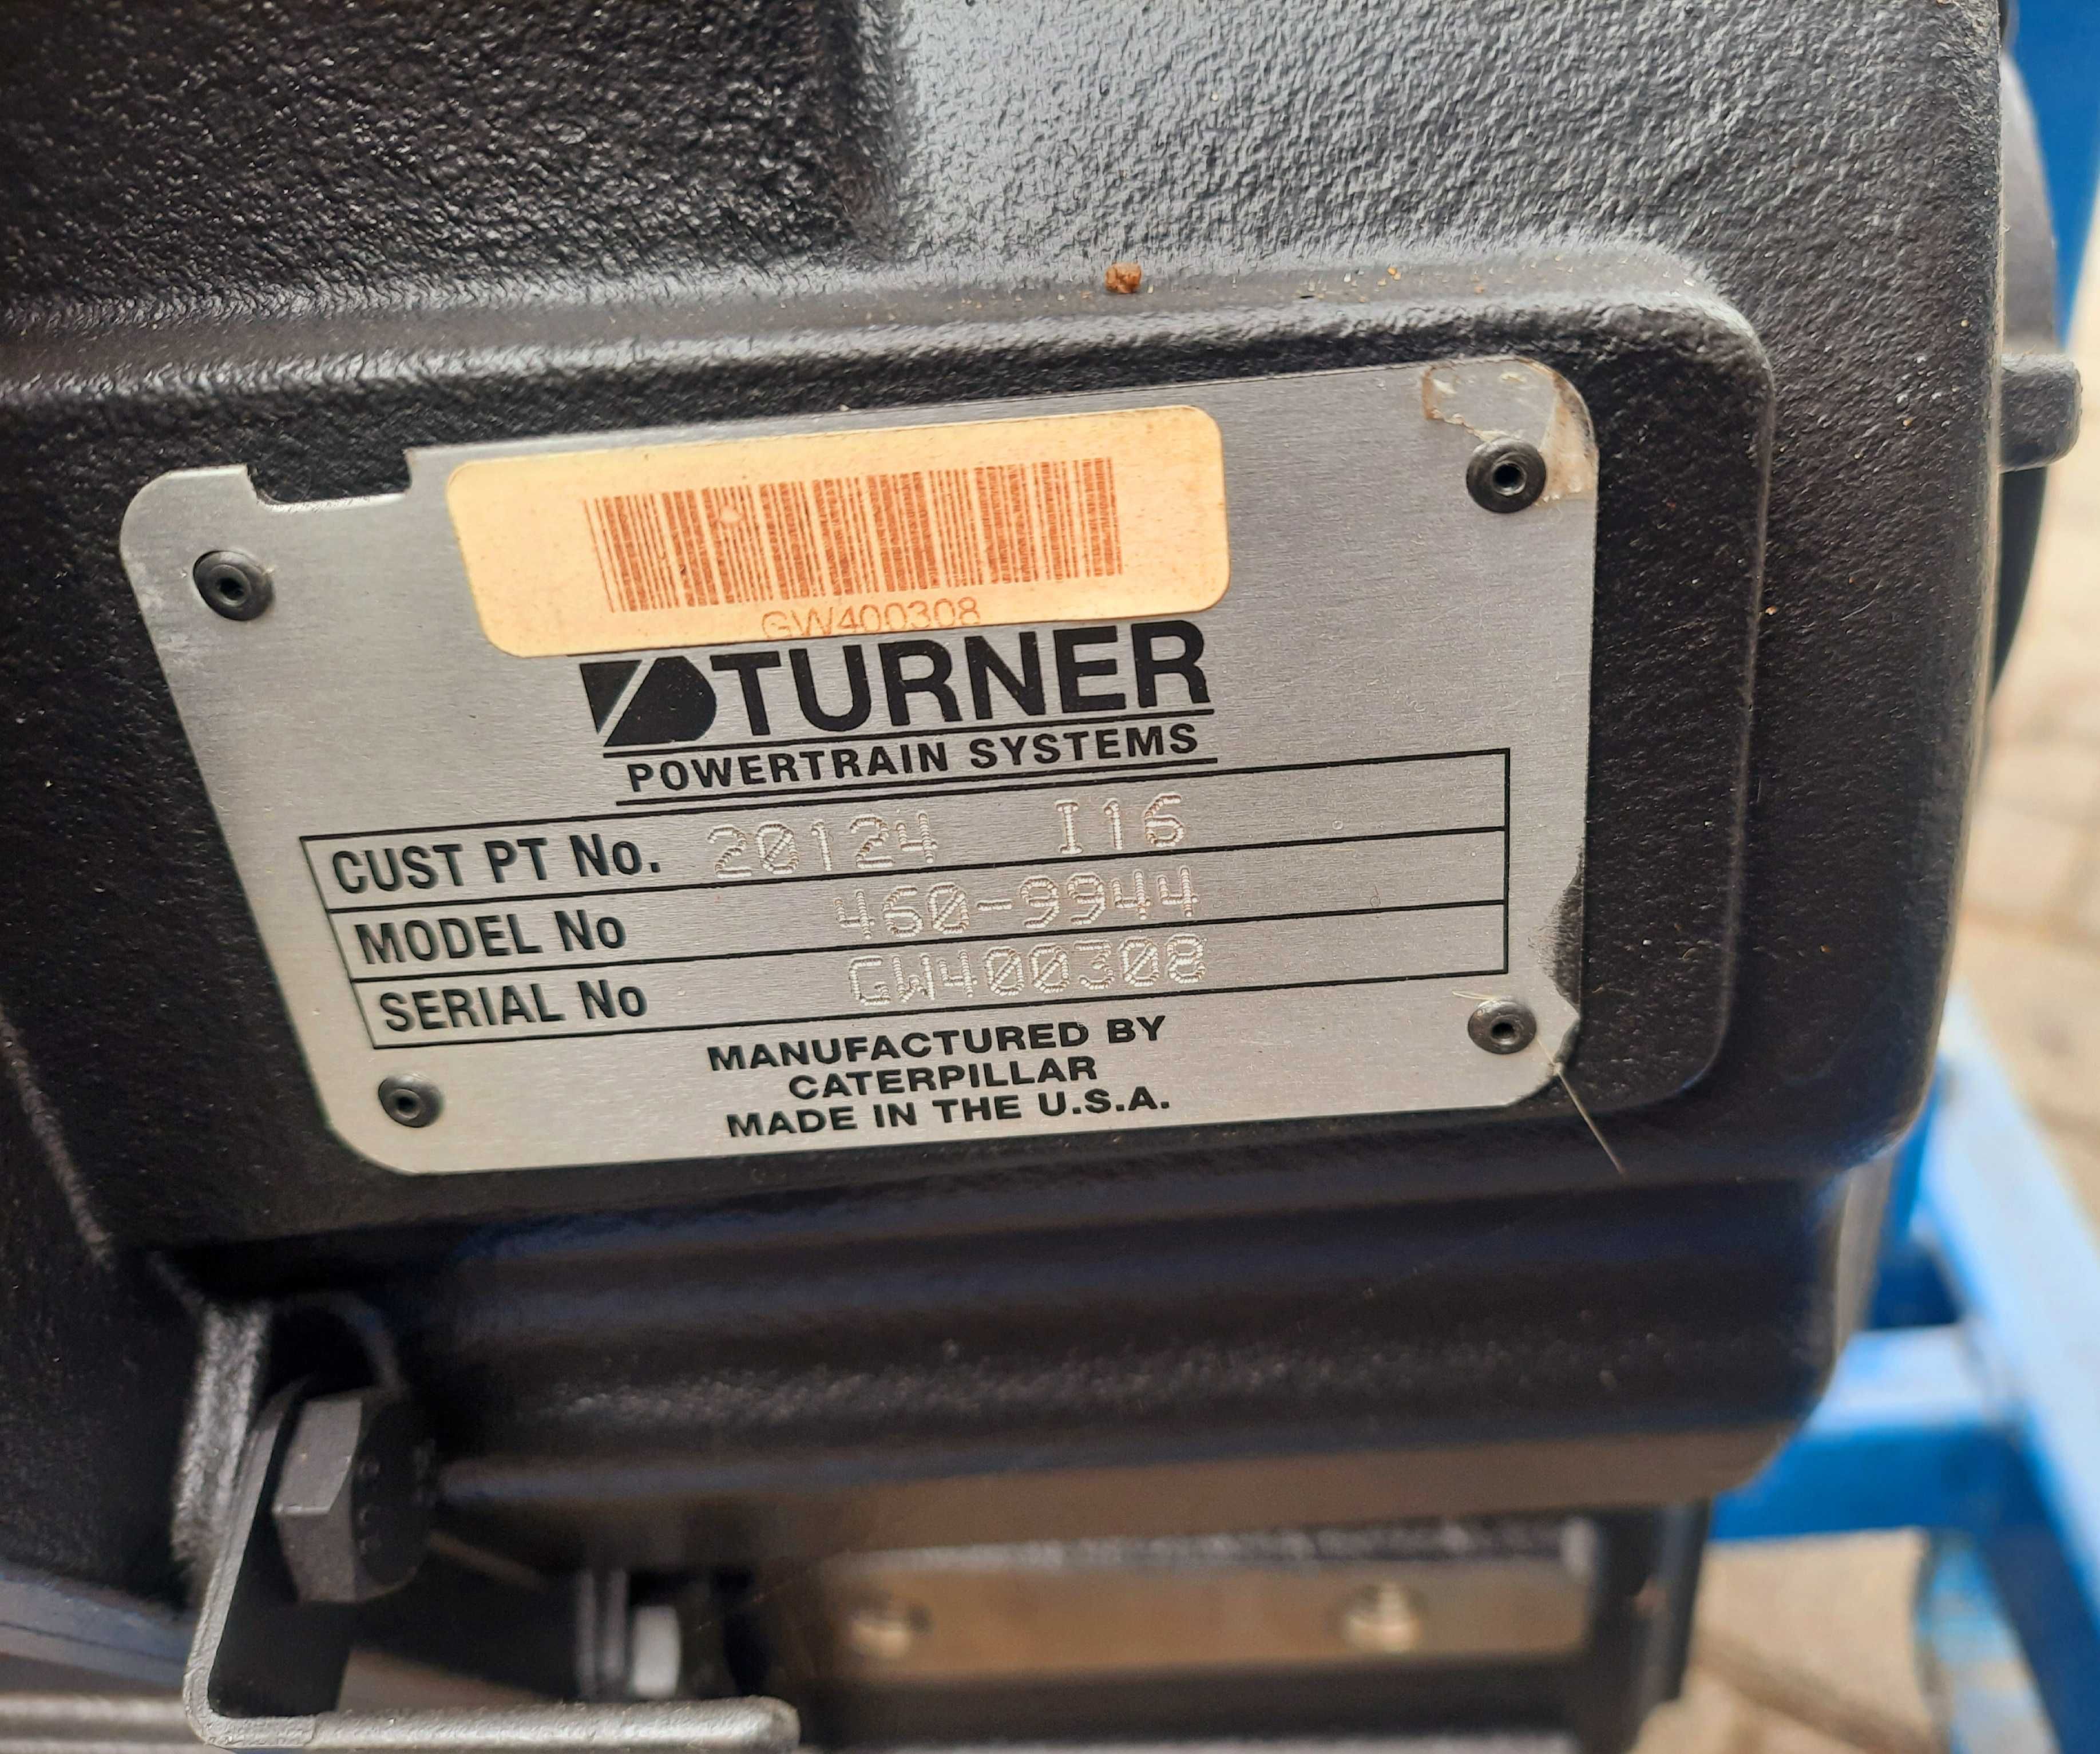 GW400308
TURNER
POWERTRAIN SYSTEMS
CUST PT No. 20124 I16
MODEL No 460-9944
SERIAL No GW400308
MANUFACTURED BY
CATERPILLAR
MADE IN THE U.S.A.